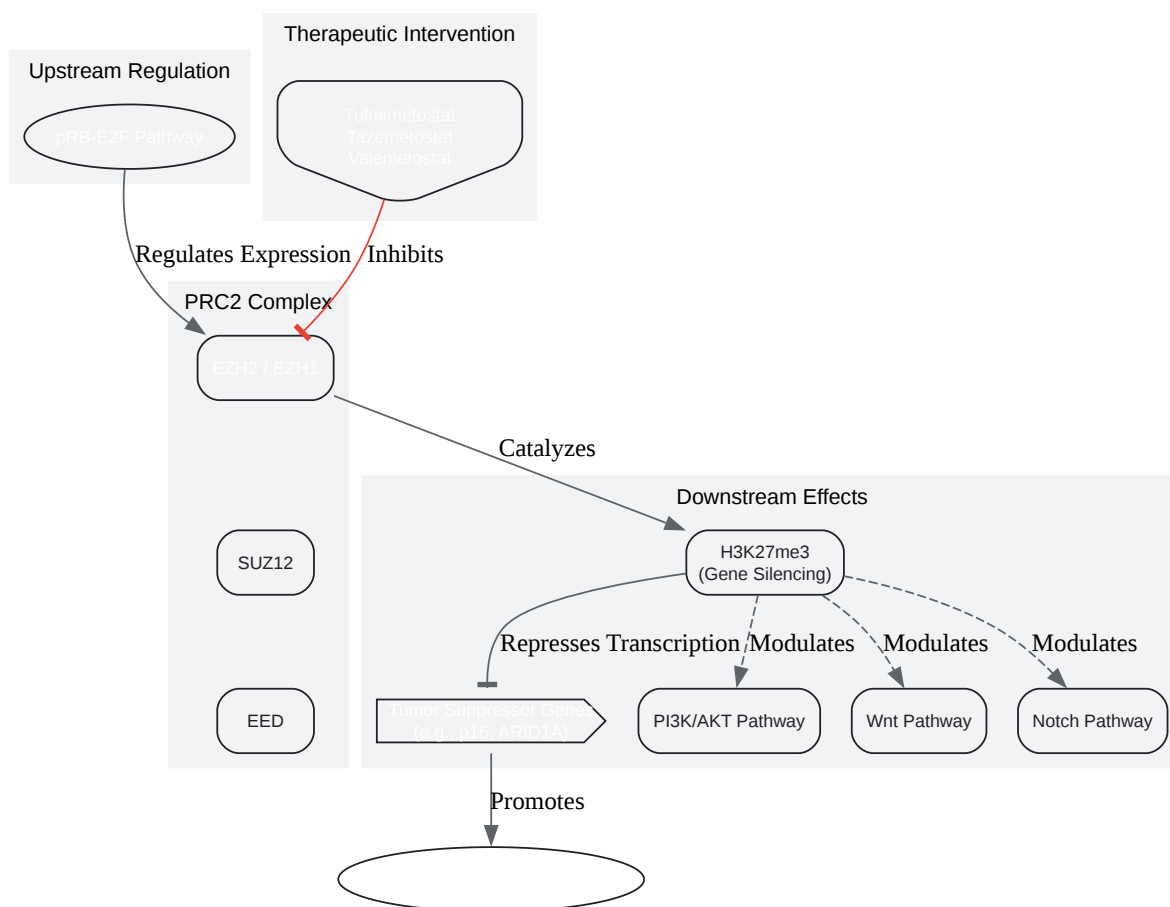 Therapeutic Intervention
Upstream Regulation
Tulmimetostat
Tazemetostat
Valemetostat
pRB-E2F Pathway
Regulates Expression
Inhibits
PRC2 Complex
EZH2 / EZH1
Catalyzes
Downstream Effects
H3K27me3
(Gene Silencing)
SUZ12
Represses Transcription
Modulates
Modulates
Modulates
EED
Tumor Suppressor Genes
(e.g., p16, ARID1A)
PI3K/AKT Pathway
Wnt Pathway
Notch Pathway
Promotes